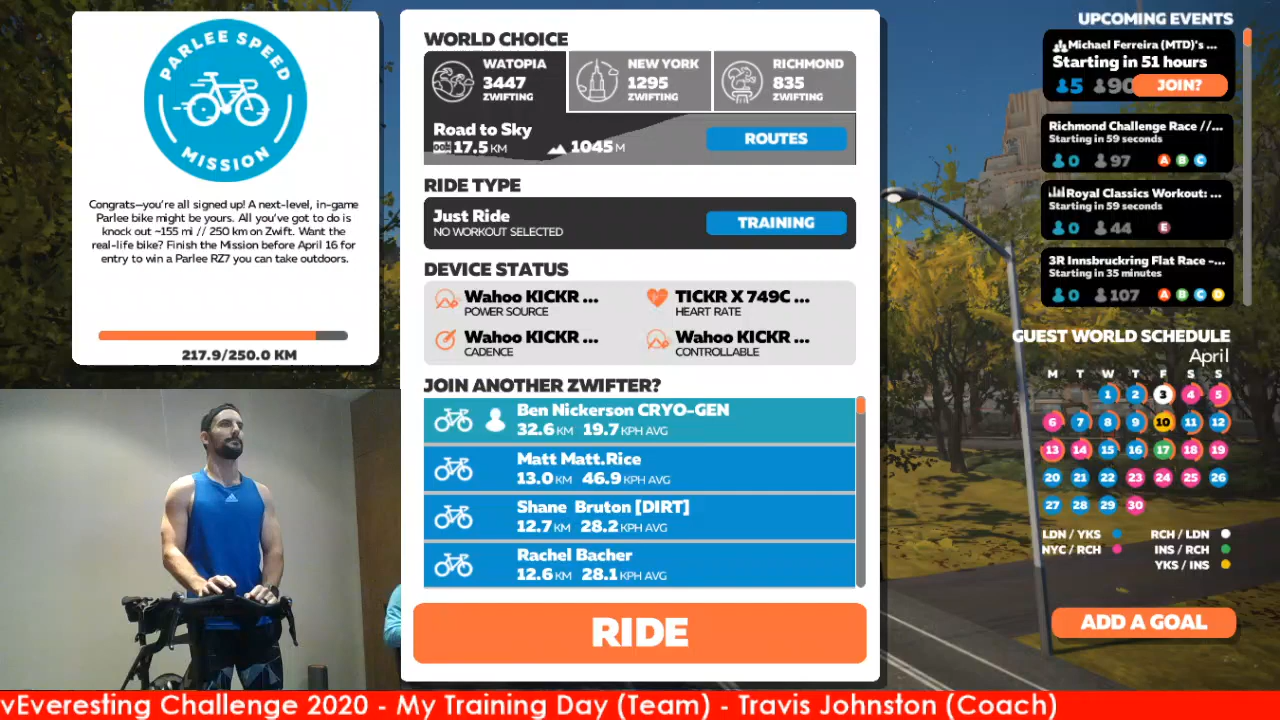 PARLEE SPEED
MISSION
Congrats—you're all signed up! A next-level, in-game
Parlee bike might be yours. All you've got to do is
knock out ~155 mi // 250 km on Zwift. Want the
real-life bike? Finish the Mission before April 16 for
entry to win a Parlee RZ7 you can take outdoors.
217.9/250.0 KM
WORLD CHOICE
WATOPIA
3447
ZWIFTING
NEW YORK
1295
ZWIFTING
RICHMOND
835
ZWIFTING
Road to Sky
17.5 KM
1045 M
ROUTES
RIDE TYPE
Just Ride
NO WORKOUT SELECTED
TRAINING
DEVICE STATUS
Wahoo KICKR ...
POWER SOURCE
TICKR X 749C ...
HEART RATE
Wahoo KICKR ...
CADENCE
Wahoo KICKR ...
CONTROLLABLE
JOIN ANOTHER ZWIFTER?
Ben Nickerson CRYO-GEN
32.6 KM 19.7 KPH AVG
Matt Matt.Rice
13.0 KM 46.9 KPH AVG
Shane Bruton [DIRT]
12.7 KM 28.2 KPH AVG
Rachel Bacher
12.6 KM 28.1 KPH AVG
RIDE
UPCOMING EVENTS
Michael Ferreira (MTD)'s ...
Starting in 51 hours
5 90 JOIN?
Richmond Challenge Race //...
Starting in 59 seconds
0 97 A B C
Royal Classics Workout: ...
Starting in 59 seconds
0 44 E
3R Innsbruckring Flat Race -...
Starting in 35 minutes
0 107 A B C D
GUEST WORLD SCHEDULE
April
M T W T F S S
1 2 3 4 5
6 7 8 9 10 11 12
13 14 15 16 17 18 19
20 21 22 23 24 25 26
27 28 29 30
LDN / YKS
RCH / LDN
NYC / RCH
INS / RCH
YKS / INS
ADD A GOAL
vEveresting Challenge 2020 - My Training Day (Team) - Travis Johnston (Coach)